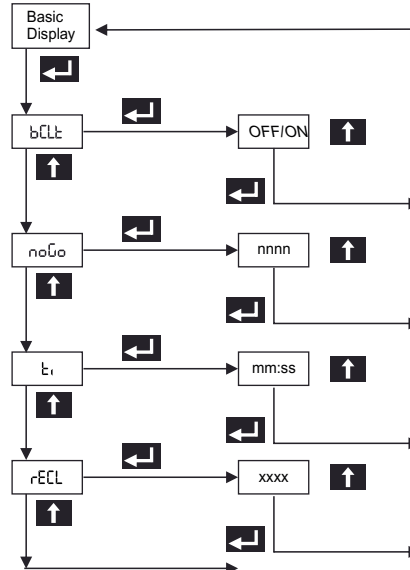 Basic
Display
bCLt
OFF/ON
noGo
nnnn
ti
mm:ss
rECL
xxxx